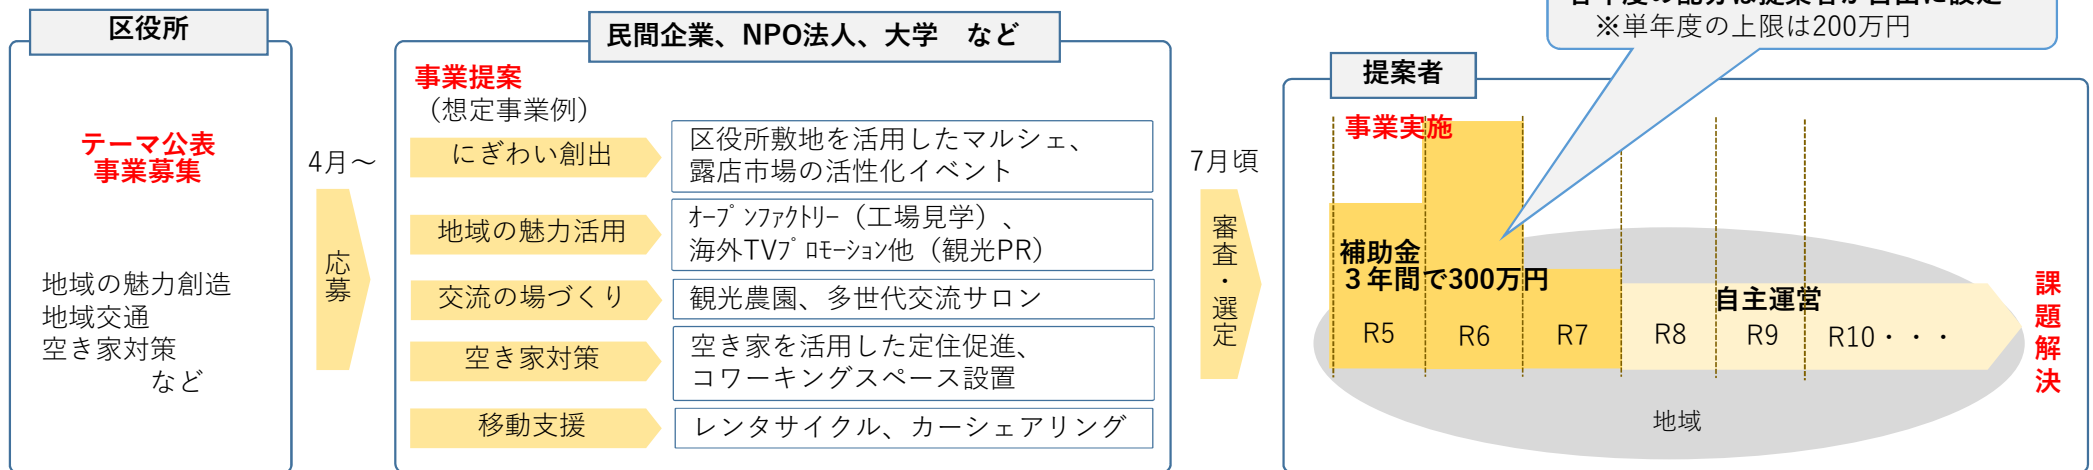 区役所
テーマ公表
事業募集
地域の魅力創造
地域交通
空き家対策
など
4月～
応募
民間企業、NPO法人、大学　など
事業提案
（想定事業例）
にぎわい創出
区役所敷地を活用したマルシェ、
露店市場の活性化イベント
地域の魅力活用
ｵｰﾌﾟﾝﾌｧｸﾄﾘｰ（工場見学）、
海外TVﾌﾟﾛﾓｰｼｮﾝ他（観光PR）
交流の場づくり
観光農園、多世代交流サロン
空き家対策
空き家を活用した定住促進、
コワーキングスペース設置
移動支援
レンタサイクル、カーシェアリング
7月頃
審査・選定
※単年度の上限は200万円
提案者
事業実施
補助金
３年間で300万円
自主運営
R5
R6
R7
R8
R9
R10・・・
地域
課題解決